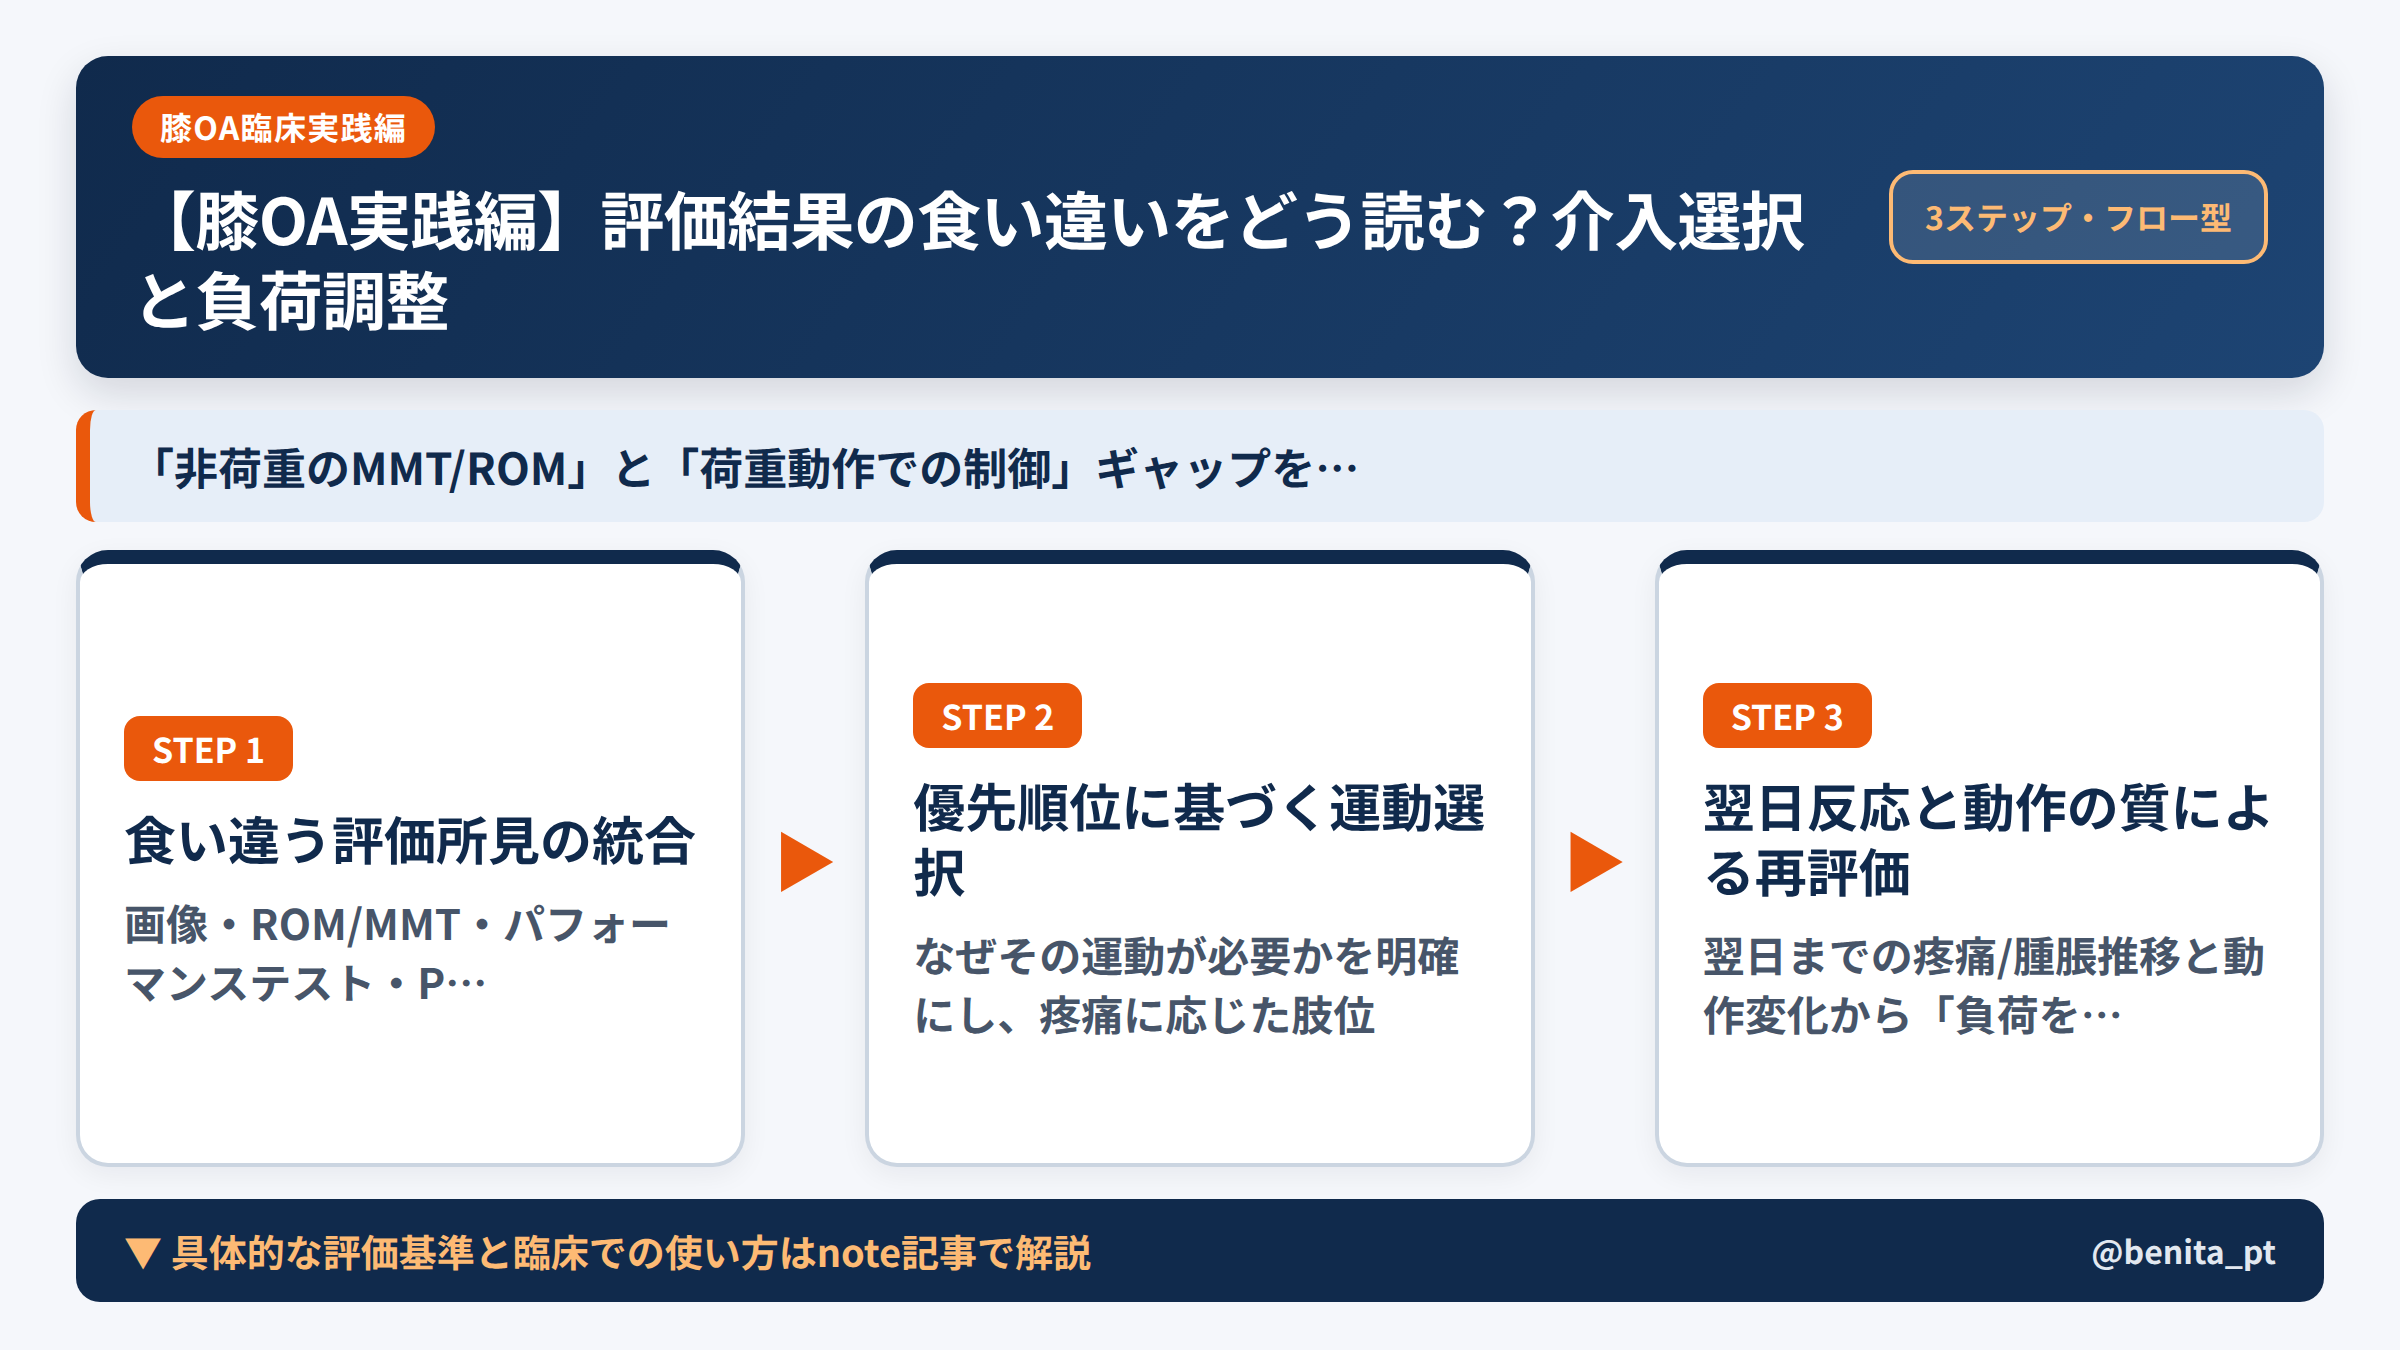 膝OA臨床実践編
【膝OA実践編】評価結果の食い違いをどう読む？介入選択
と負荷調整
3ステップ・フロー型
「非荷重のMMT/ROM」と「荷重動作での制御」ギャップを…
STEP 1
食い違う評価所見の統合
画像・ROM/MMT・パフォー
マンステスト・P…
STEP 2
優先順位に基づく運動選
択
なぜその運動が必要かを明確
にし、疼痛に応じた肢位
STEP 3
翌日反応と動作の質によ
る再評価
翌日までの疼痛/腫脹推移と動
作変化から「負荷を…
▼ 具体的な評価基準と臨床での使い方はnote記事で解説
@benita_pt